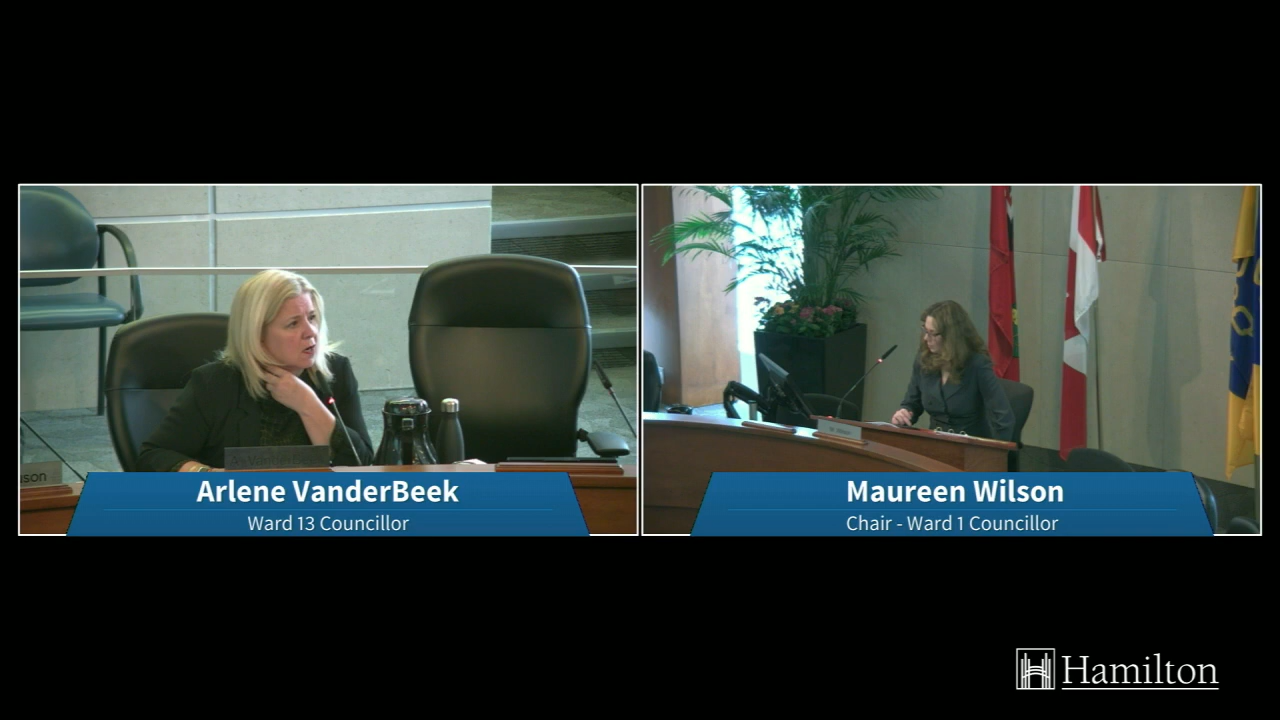 Arlene VanderBeek
Ward 13 Councillor
Maureen Wilson
Chair - Ward 1 Councillor
Hamilton